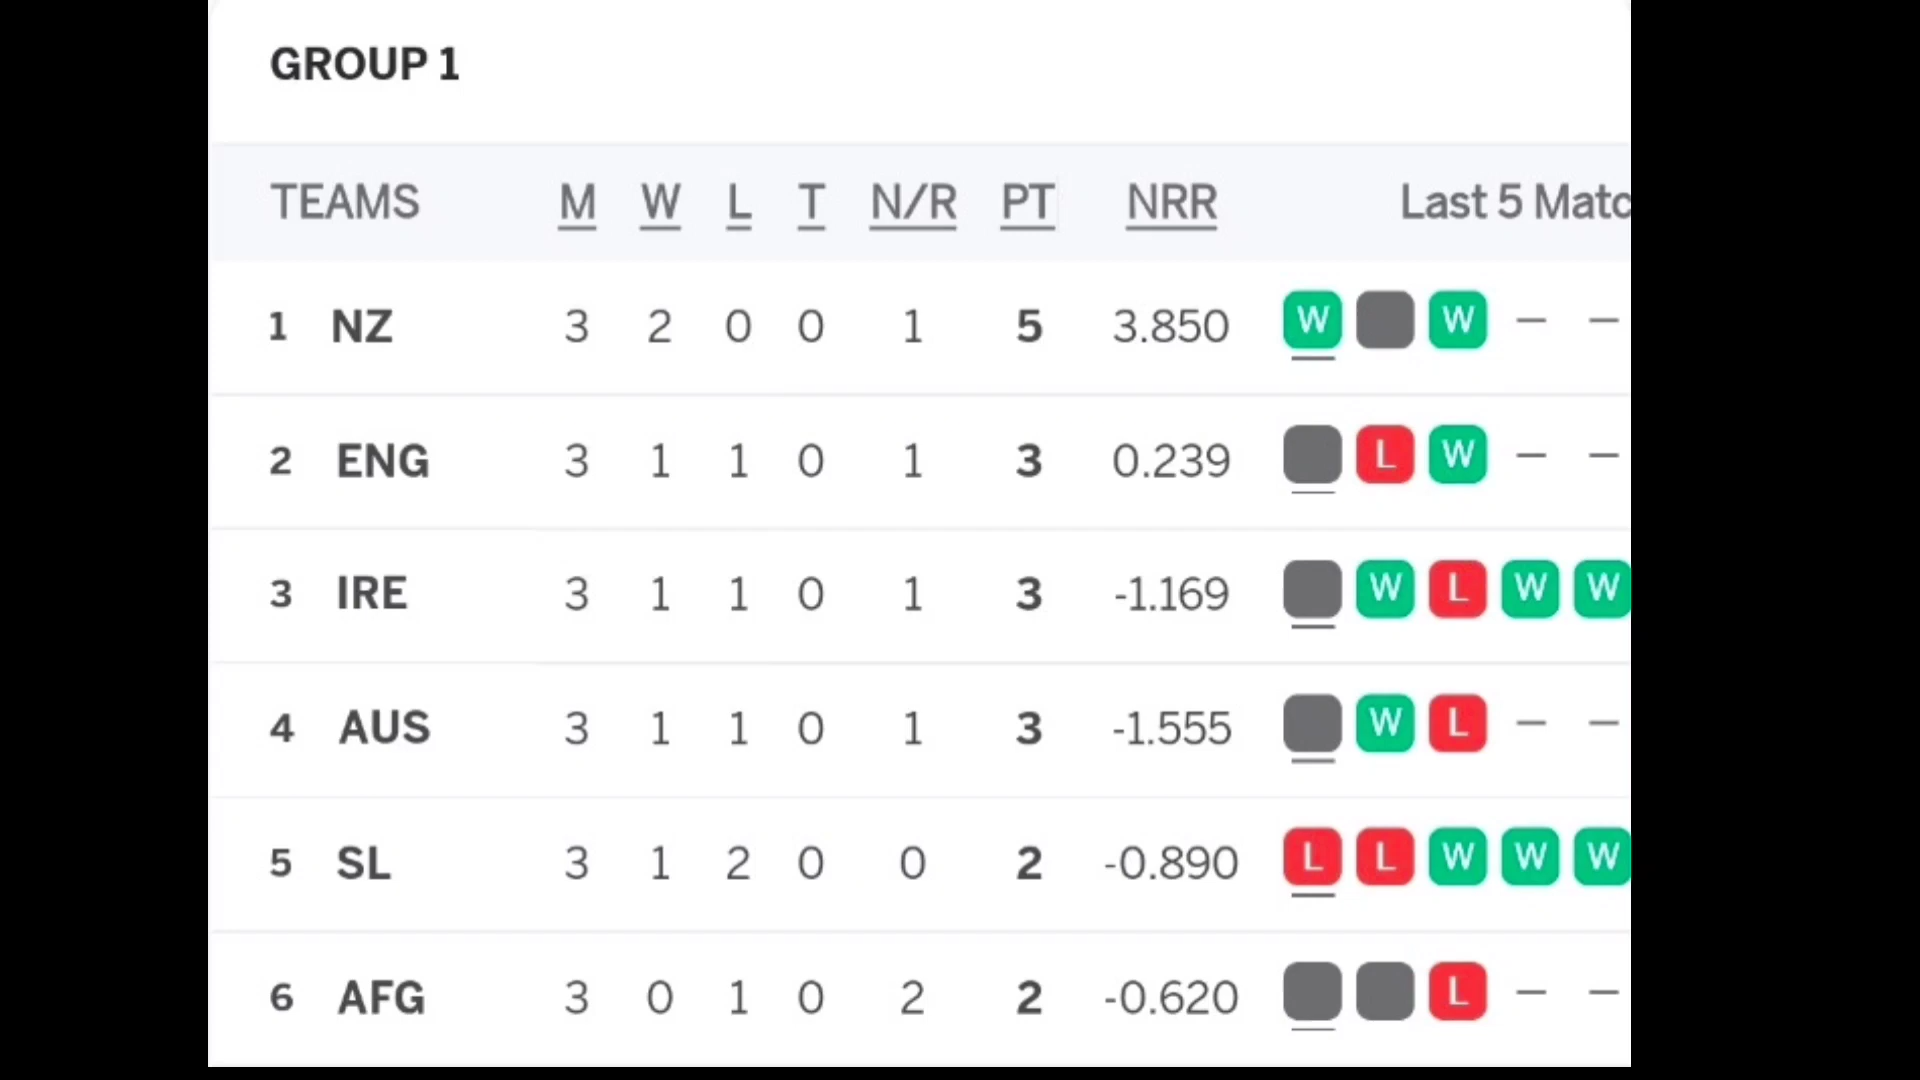 GROUP 1
TEAMS M W L T N/R PT NRR Last 5 Matc
1 NZ 3 2 0 0 1 5 3.850 W W – –
2 ENG 3 1 1 0 1 3 0.239 L W – –
3 IRE 3 1 1 0 1 3 -1.169 W L W W
4 AUS 3 1 1 0 1 3 -1.555 W L – –
5 SL 3 1 2 0 0 2 -0.890 L L W W W
6 AFG 3 0 1 0 2 2 -0.620 L – –